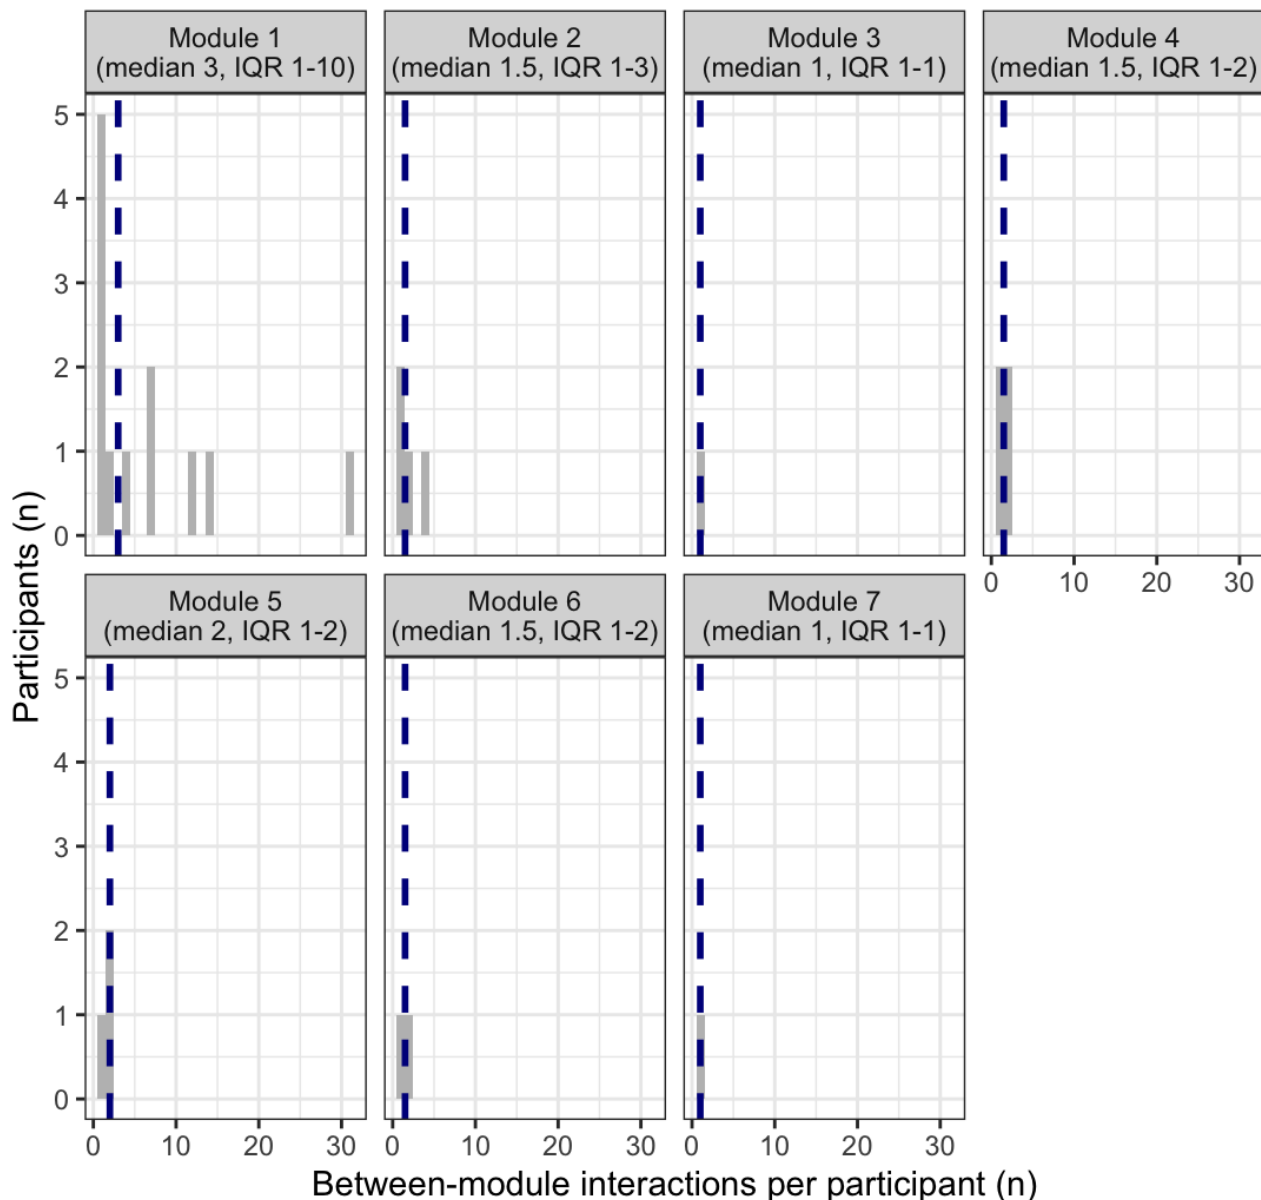 Module 1
(median 3, IQR 1-10)
Module 2
(median 1.5, IQR 1-3)
Module 3
(median 1, IQR 1-1)
Module 4
(median 1.5, IQR 1-2)
5
4
3
2
1
0
0 10 20 30
Module 5
(median 2, IQR 1-2)
Module 6
(median 1.5, IQR 1-2)
Module 7
(median 1, IQR 1-1)
5
4
3
2
1
0
0 10 20 30
0 10 20 30
0 10 20 30
Participants (n)
Between-module interactions per participant (n)